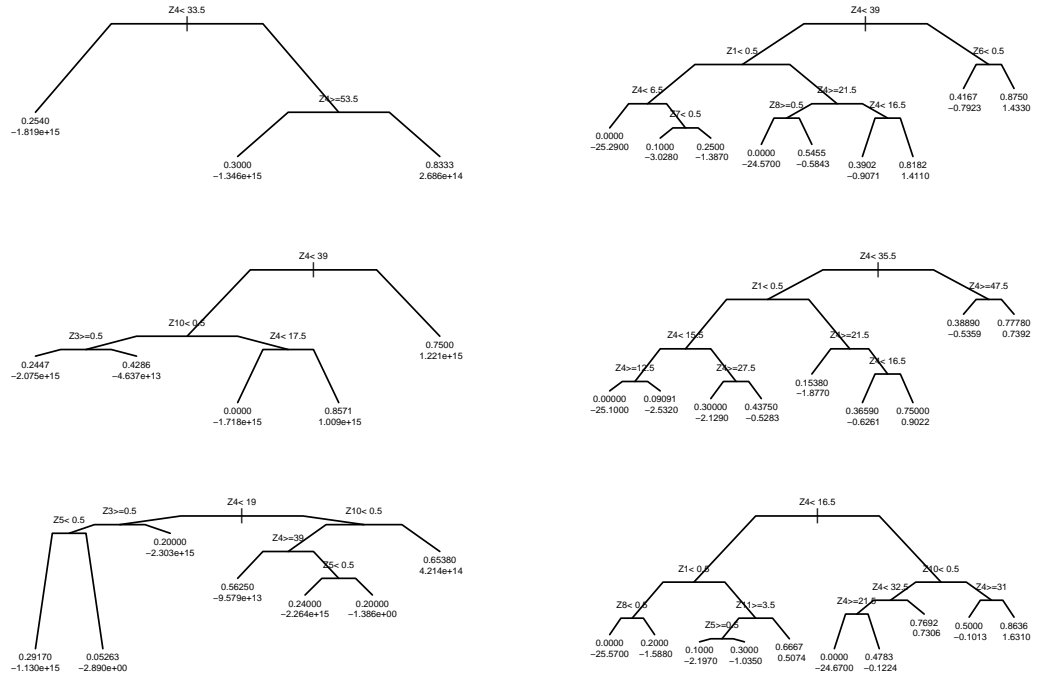 Z4< 33.5
Z4>=53.5
0.2540
−1.819e+15
0.3000
−1.346e+15
0.8333
2.686e+14
Z4< 39
Z1< 0.5
Z6< 0.5
Z4< 6.5
Z4>=21.5
Z7< 0.5
Z8>=0.5
Z4< 16.5
0.4167
−0.7923
0.8750
1.4330
0.0000
−25.2900
0.1000
−3.0280
0.2500
−1.3870
0.0000
−24.5700
0.5455
−0.5843
0.3902
−0.9071
0.8182
1.4110
Z4< 39
Z10< 0.5
Z3>=0.5
Z4< 17.5
0.2447
−2.075e+15
0.4286
−4.637e+13
0.0000
−1.718e+15
0.8571
1.009e+15
0.7500
1.221e+15
Z4< 35.5
Z1< 0.5
Z4>=47.5
Z4< 15.5
Z4>=21.5
Z4>=12.5
Z4>=27.5
Z4< 16.5
0.38890
−0.5359
0.77780
0.7392
0.00000
−25.1000
0.09091
−2.5320
0.30000
−2.1290
0.43750
−0.5283
0.15380
−1.8770
0.36590
−0.6261
0.75000
0.9022
Z4< 19
Z3>=0.5
Z10< 0.5
Z5< 0.5
Z4>=39
Z5< 0.5
0.20000
−2.303e+15
0.65380
4.214e+14
0.56250
−9.579e+13
0.24000
−2.264e+15
0.20000
−1.386e+00
0.29170
−1.130e+15
0.05263
−2.890e+00
Z4< 16.5
Z1< 0.5
Z10< 0.5
Z8< 0.5
Z11>=3.5
Z4< 32.5
Z4>=31
Z5>=0.5
Z4>=21.5
0.0000
−25.5700
0.2000
−1.5880
0.1000
−2.1970
0.3000
−1.0350
0.6667
0.5074
0.0000
−24.6700
0.4783
−0.1224
0.7692
0.7306
0.5000
−0.1013
0.8636
1.6310